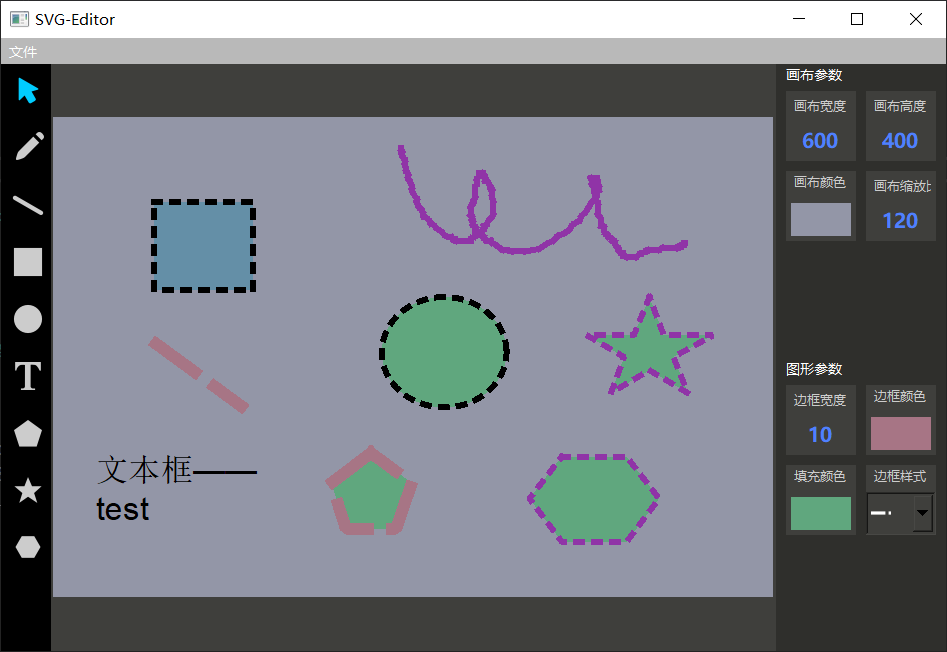 SVG-Editor
文件
画布参数
画布宽度 画布高度
600 400
画布颜色 画布缩放比
120
图形参数
边框宽度 边框颜色
10
填充颜色 边框样式
T
文本框——
test